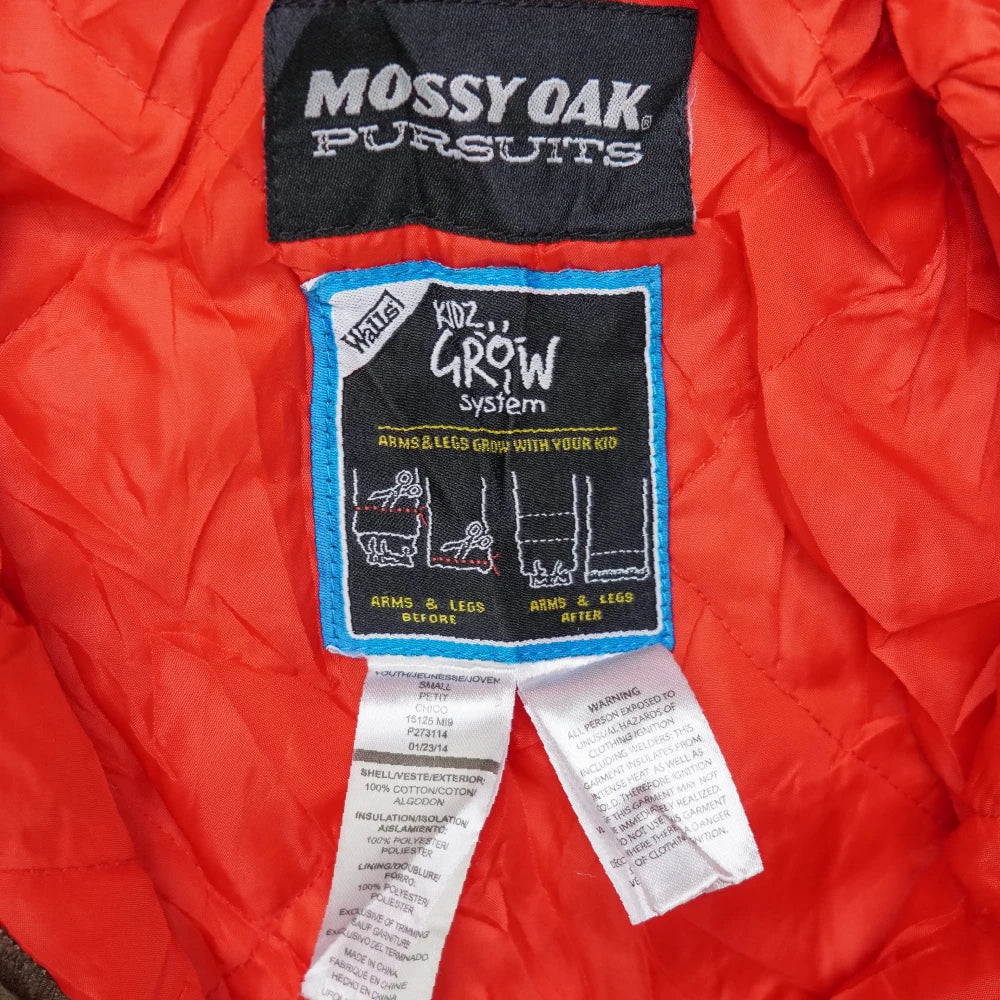 MOSSY OAK®
PURSUITS
Walls
KIDZ
GROW
system
ARMS & LEGS GROW WITH YOUR KID
ARMS & LEGS
BEFORE
ARMS & LEGS
AFTER
YOUTH/JEUNESSE/JOVEN
SMALL
PETIT
CHICO
15125 MI9
P273114
01/23/14
SHELL/VESTE/EXTERIOR:
100% COTTON/COTON/
ALGODON
INSULATION/ISOLATION/
AISLAMIENTO:
100% POLYESTER/
POLIESTER
LINING/DOUBLURE/
FORRO:
100% POLYESTER/
POLIESTER
EXCLUSIVE OF TRIMMING
SAUF GARNITURE
EXCLUSIVO DEL TERMINADO
MADE IN CHINA
FABRIQUE EN CHINE
HECHO EN CHINA
WARNING
ALL PERSON EXPOSED TO
UNUSUAL HAZARDS OF
CLOTHING IGNITION
INCLUDING WELDERS: THIS
GARMENT INSULATES FROM
INTENSE HEAT AS WELL AS
COLD. THEREFORE IGNITION
OF THIS GARMENT MAY NOT
BE IMMEDIATELY REALIZED.
DO NOT USE THIS GARMENT
WHERE THERE A DANGER
OF CLOTHING IGNITION.